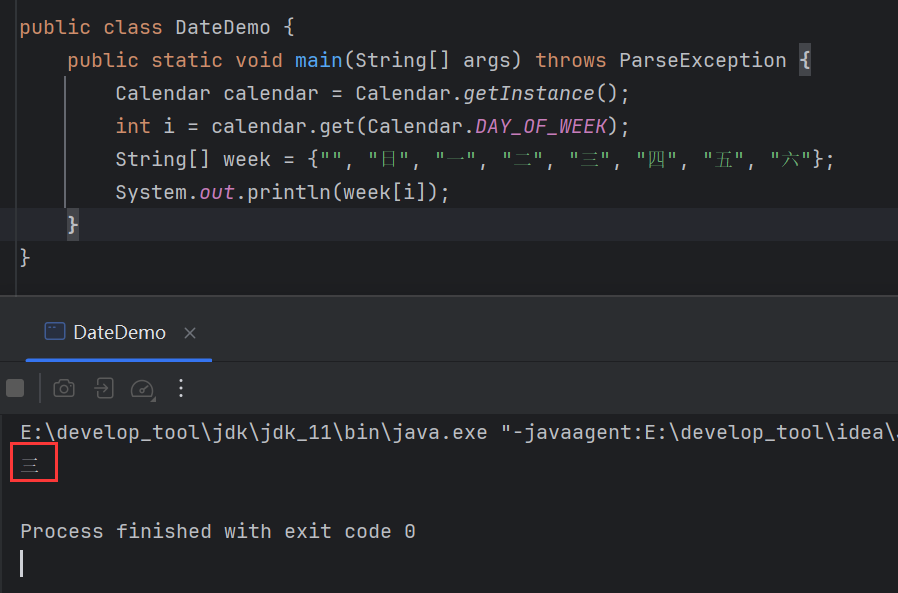 public class DateDemo {
    public static void main(String[] args) throws ParseException {
        Calendar calendar = Calendar.getInstance();
        int i = calendar.get(Calendar.DAY_OF_WEEK);
        String[] week = {"", "日", "一", "二", "三", "四", "五", "六"};
        System.out.println(week[i]);
    }
}
DateDemo
E:\develop_tool\jdk\jdk_11\bin\java.exe "-javaagent:E:\develop_tool\idea\
三
Process finished with exit code 0